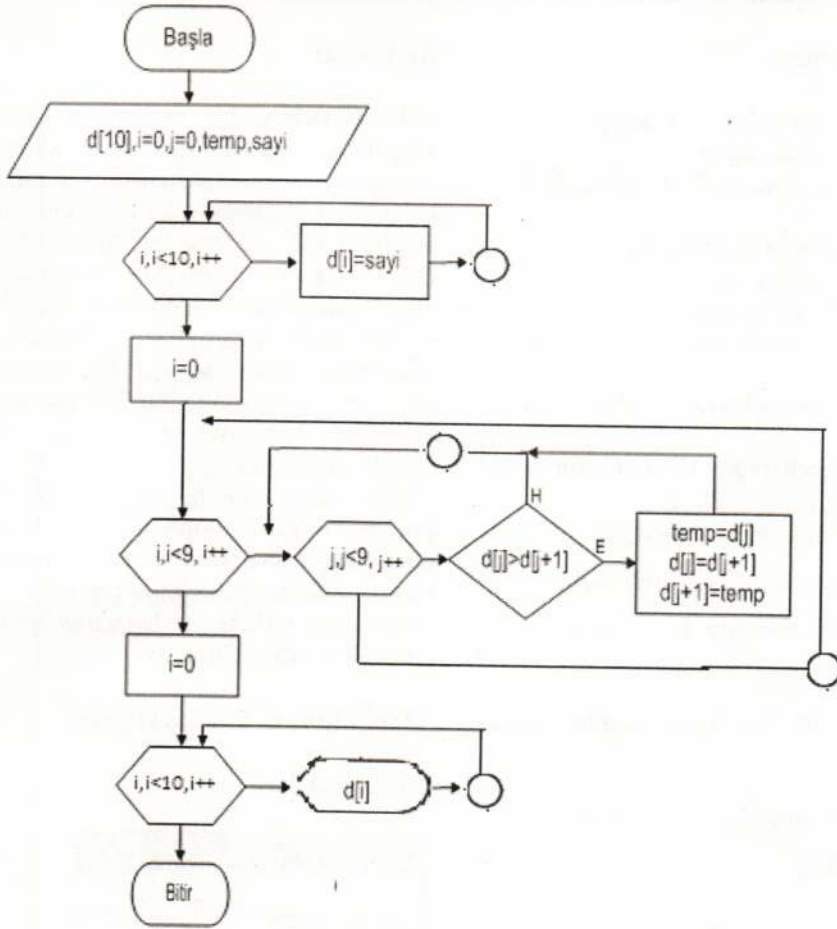 Başla
d[10],i=0,j=0,temp,sayi
i,i<10,i++
d[i]=sayi
i=0
H
i,i<9, i++
j,j<9, j++
d[j]>d[j+1]
E
temp=d[j]
d[j]=d[j+1]
d[j+1]=temp
i=0
i,i<10,i++
d[i]
Bitir